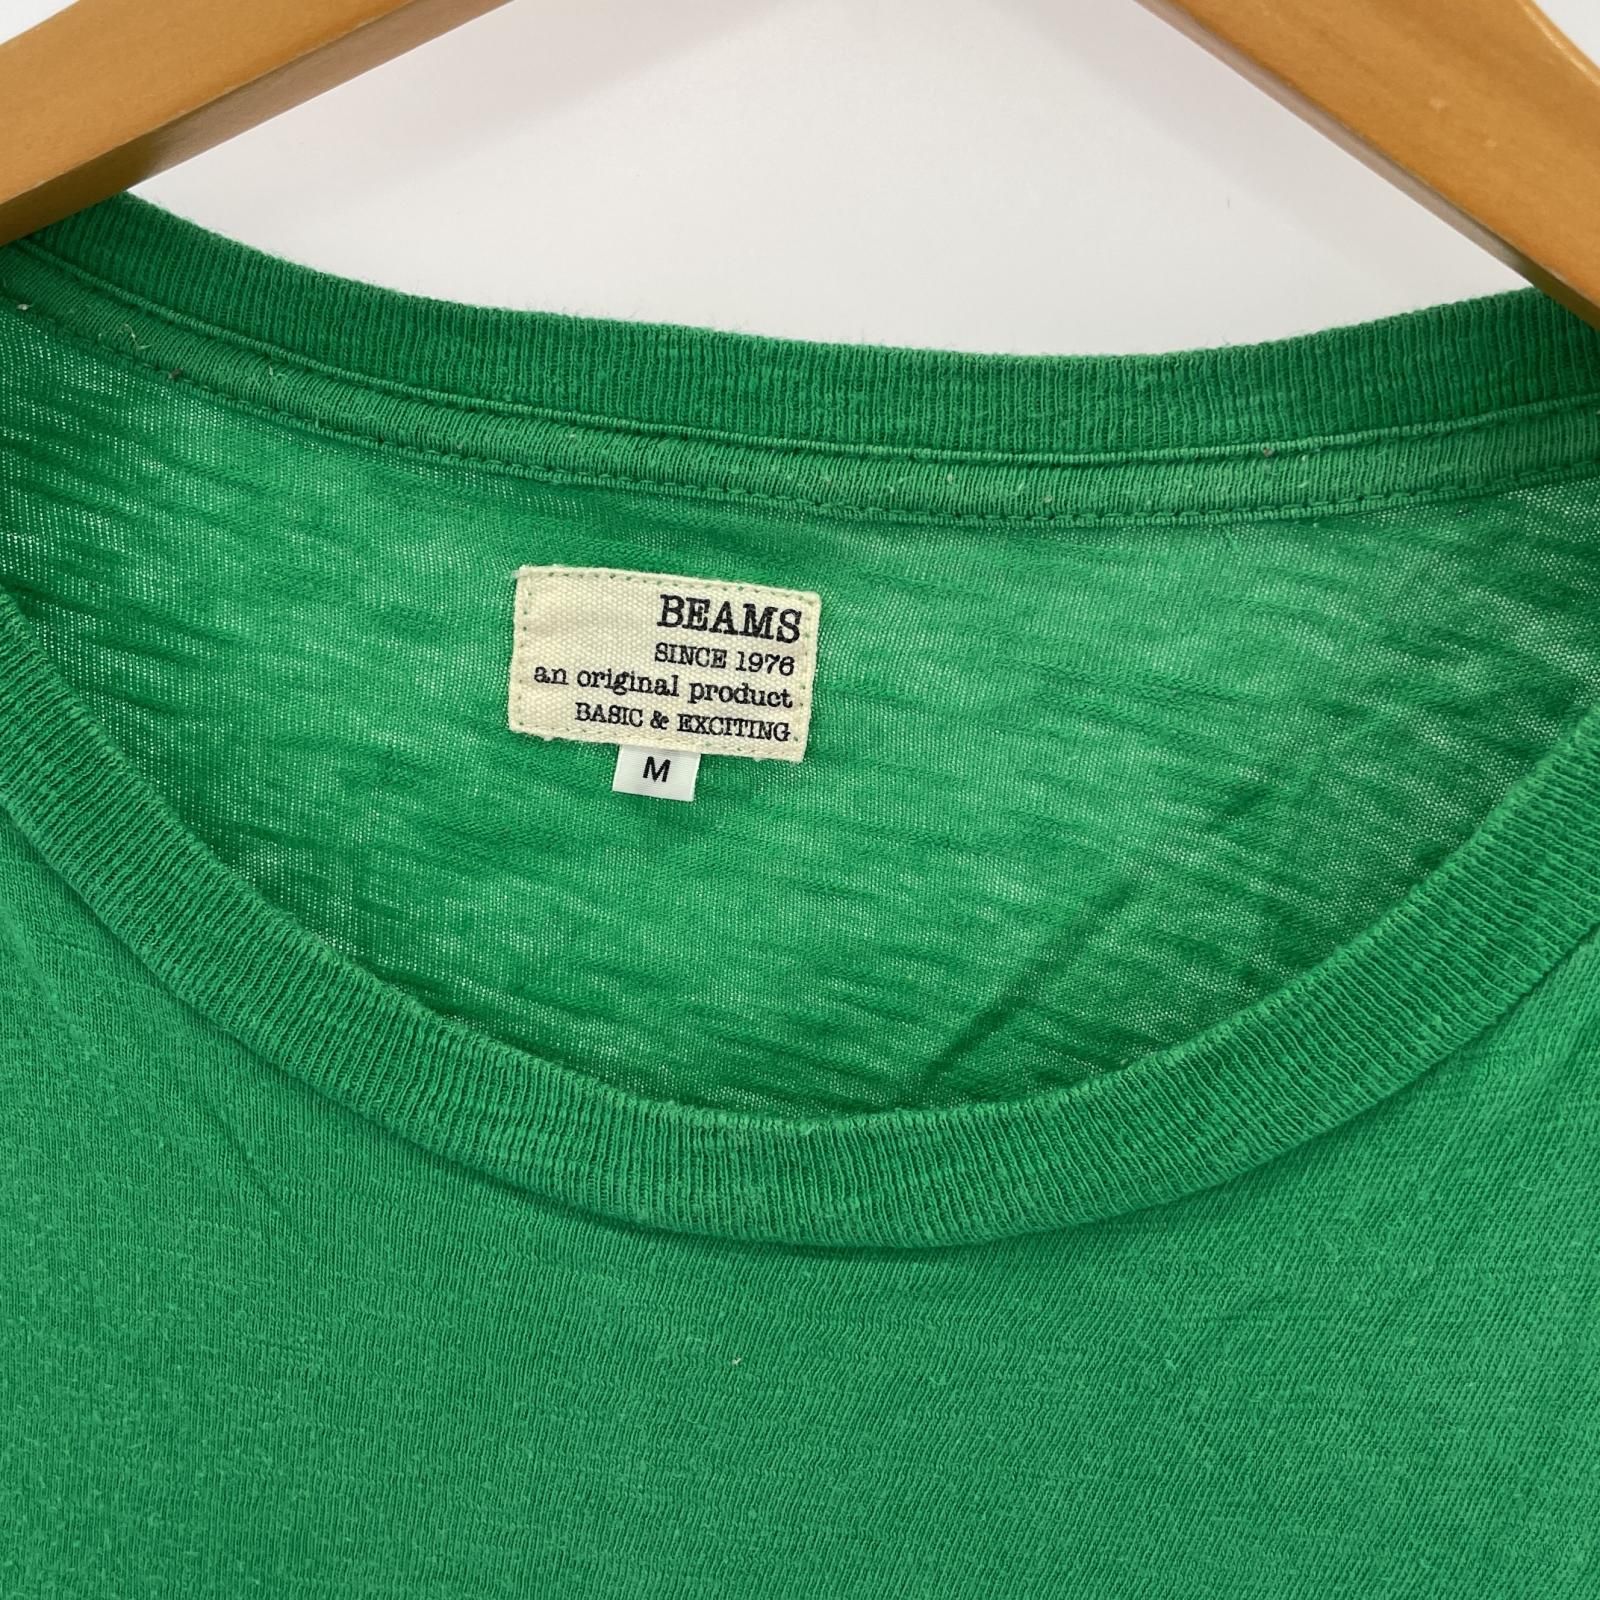 BEAMS
SINCE 1976
an original product
BASIC & EXCITING.
M